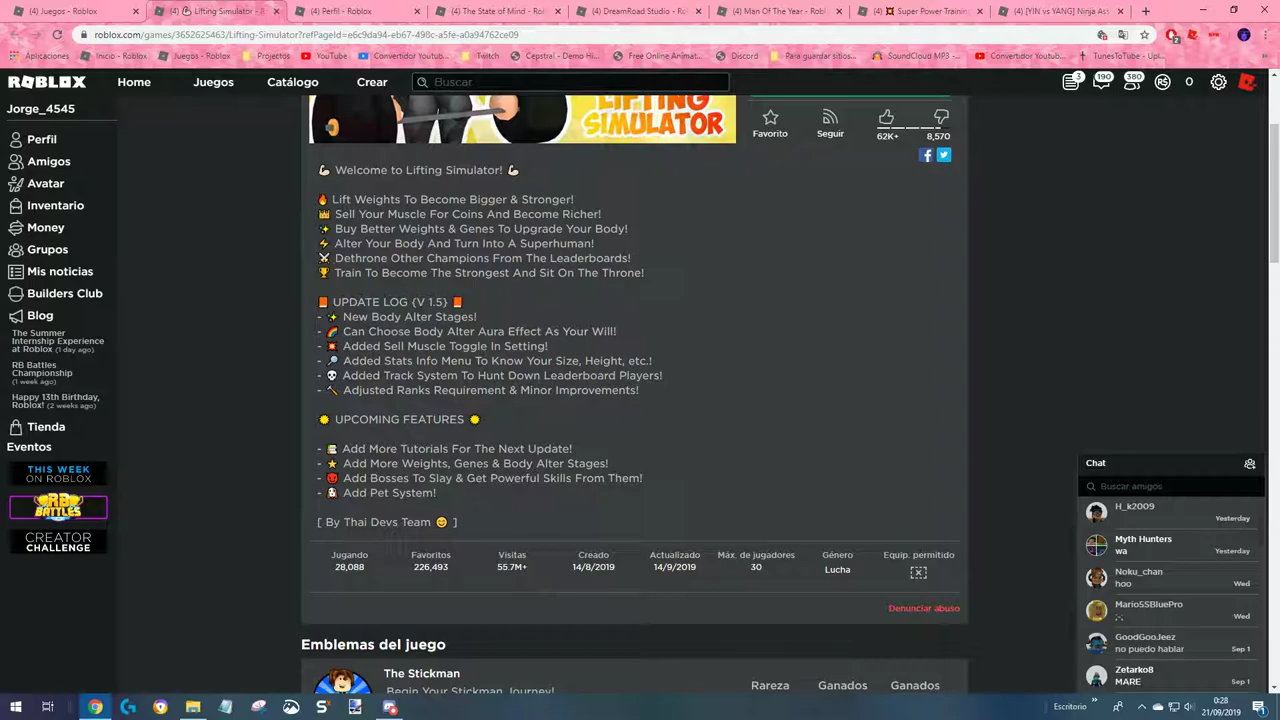 (4) Juegos - Roblox
(4) 💪 Lifting Simulator -
(4) Perfil - Roblox
(4) The State of Mind - Rob
(4) DreamRoad Studio - Rob
(4) Man Of The Year - Robl
(4) 💥 Super Power Training
(4) [YIN vs YANG] Ninja Ass
roblox.com/games/3652625463/Lifting-Simulator?refPageId=e6c9da94-eb67-498c-a5fe-a0a94762ce09
Aplicaciones
Inicio - Roblox
Juegos - Roblox
YouTube
Convertidor Youtub...
Twitch
Cepstral - Demo Hi...
Free Online Animat...
Discord
Para guardar sitios...
SoundCloud MP3 -...
Convertidor Youtub...
TunesToTube - Upl...
ROBLOX
Home
Juegos
Catálogo
Crear
Buscar
3
190
380
0
Jorge_4545
Perfil
Amigos
Avatar
Inventario
Money
Grupos
Mis noticias
Builders Club
Blog
The Summer
Internship Experience
at Roblox (1 day ago)
RB Battles
Championship
(1 week ago)
Happy 13th Birthday,
Roblox! (2 weeks ago)
Tienda
Eventos
THIS WEEK
ON ROBLOX
RB
BATTLES
CREATOR
CHALLENGE
LIFTING
SIMULATOR
Favorito
Seguir
62K+
8,570
💪 Welcome to Lifting Simulator! 💪
🔥 Lift Weights To Become Bigger & Stronger!
👑 Sell Your Muscle For Coins And Become Richer!
✨ Buy Better Weights & Genes To Upgrade Your Body!
⚡ Alter Your Body And Turn Into A Superhuman!
⚔ Dethrone Other Champions From The Leaderboards!
🏆 Train To Become The Strongest And Sit On The Throne!
📙 UPDATE LOG {V 1.5} 📙
- ✨ New Body Alter Stages!
- 🌈 Can Choose Body Alter Aura Effect As Your Will!
- 💥 Added Sell Muscle Toggle In Setting!
- 🔎 Added Stats Info Menu To Know Your Size, Height, etc.!
- 💀 Added Track System To Hunt Down Leaderboard Players!
- 🔨 Adjusted Ranks Requirement & Minor Improvements!
UPCOMING FEATURES
- Add More Tutorials For The Next Update!
- ⭐ Add More Weights, Genes & Body Alter Stages!
- 👿 Add Bosses To Slay & Get Powerful Skills From Them!
- Add Pet System!
[ By Thai Devs Team 😊 ]
Jugando
28,088
Favoritos
226,493
Visitas
55.7M+
Creado
14/8/2019
Actualizado
14/9/2019
Máx. de jugadores
30
Género
Lucha
Equip. permitido
Denunciar abuso
Emblemas del juego
The Stickman
Begin Your Stickman Journey!
Rareza
Ganados
Ganados
Chat
Buscar amigos
H_k2009
Yesterday
Myth Hunters
wa
Yesterday
Noku_chan
hoo
Wed
Mario5SBluePro
Wed
GoodGooJeez
no puedo hablar
Sep 1
Zetarko8
MARE
Sep 1
Escritorio
0:28
21/09/2019